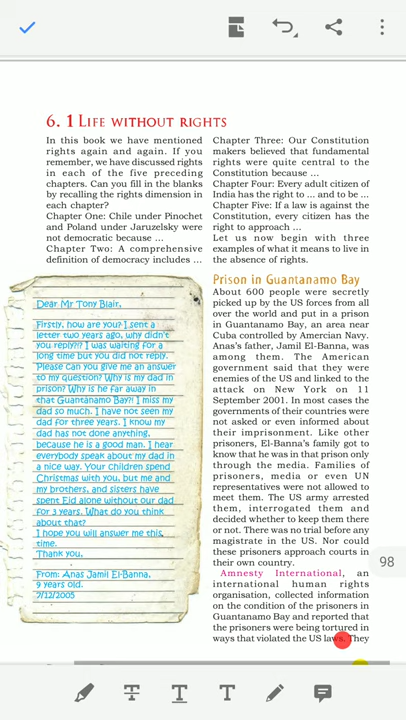 6. 1 LIFE WITHOUT RIGHTS
In this book we have mentioned
rights again and again. If you
remember, we have discussed rights
in each of the five preceding
chapters. Can you fill in the blanks
by recalling the rights dimension in
each chapter?
Chapter One: Chile under Pinochet
and Poland under Jaruzelsky were
not democratic because ...
Chapter Two: A comprehensive
definition of democracy includes ...
Dear Mr Tony Blair,
Firstly, how are you? I sent a
letter two years ago, why didn't
you reply?!? I was waiting for a
long time but you did not reply.
Please can you give me an answer
to my question? Why is my dad in
prison? Why is he far away in
that Guantanamo Bay?! I miss my
dad so much. I have not seen my
dad for three years. I know my
dad has not done anything,
because he is a good man. I hear
everybody speak about my dad in
a nice way. Your children spend
Christmas with you, but me and
my brothers, and sisters have
spent Eid alone without our dad
for 3 years. What do you think
about that?
I hope you will answer me this
time.
Thank you,
From: Anas Jamil El-Banna,
9 years old.
7/12/2005
Chapter Three: Our Constitution
makers believed that fundamental
rights were quite central to the
Constitution because ...
Chapter Four: Every adult citizen of
India has the right to ... and to be ...
Chapter Five: If a law is against the
Constitution, every citizen has the
right to approach ...
Let us now begin with three
examples of what it means to live in
the absence of rights.
Prison in Guantanamo Bay
About 600 people were secretly
picked up by the US forces from all
over the world and put in a prison
in Guantanamo Bay, an area near
Cuba controlled by Amercian Navy.
Anas's father, Jamil El-Banna, was
among them. The American
government said that they were
enemies of the US and linked to the
attack on New York on 11
September 2001. In most cases the
governments of their countries were
not asked or even informed about
their imprisonment. Like other
prisoners, El-Banna's family got to
know that he was in that prison only
through the media. Families of
prisoners, media or even UN
representatives were not allowed to
meet them. The US army arrested
them, interrogated them and
decided whether to keep them there
or not. There was no trial before any
magistrate in the US. Nor could
these prisoners approach courts in
their own country.
Amnesty International, an
international human rights
organisation, collected information
on the condition of the prisoners in
Guantanamo Bay and reported that
the prisoners were being tortured in
ways that violated the US laws. They
98